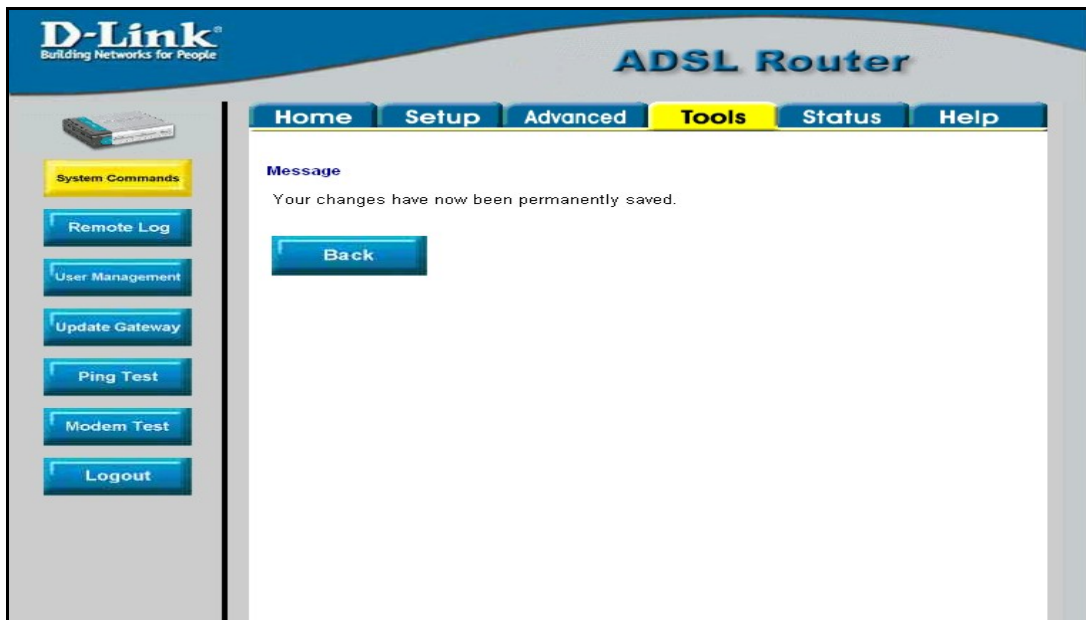 D-Link®
Building Networks for People
ADSL Router
Home Setup Advanced Tools Status Help
System Commands
Remote Log
User Management
Update Gateway
Ping Test
Modem Test
Logout
Message
Your changes have now been permanently saved.
Back